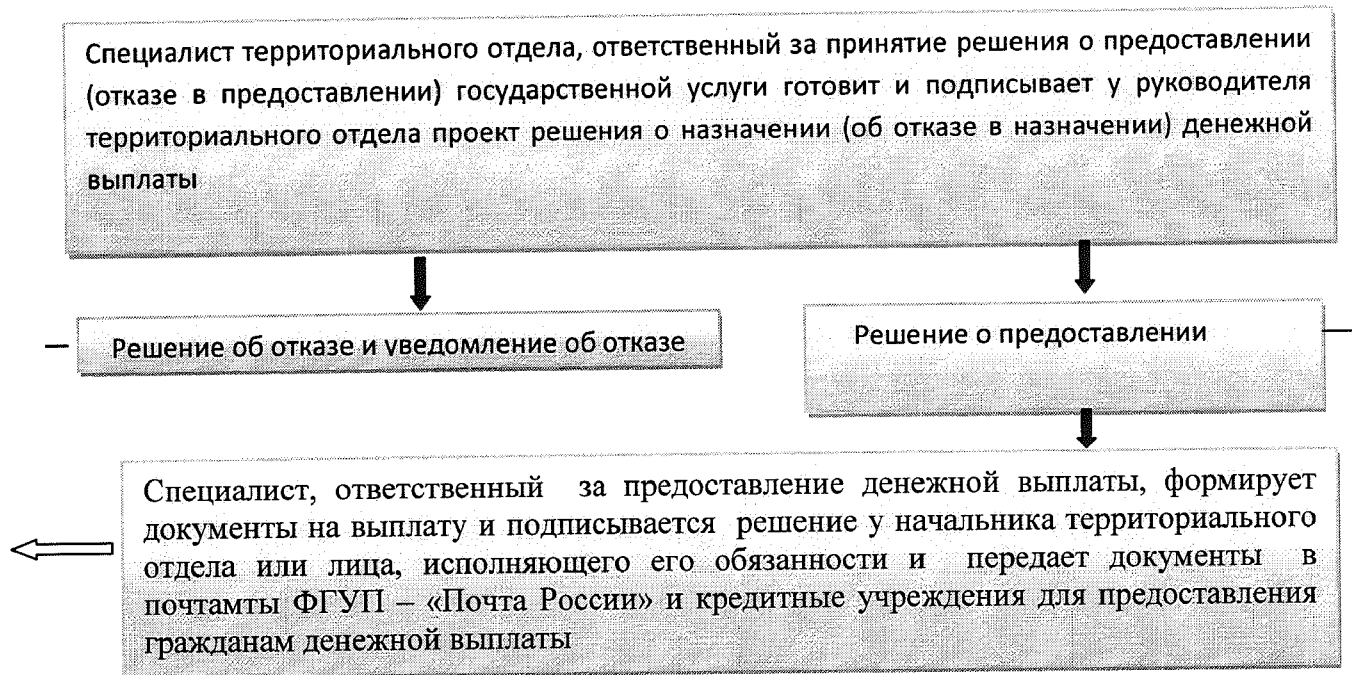 Специалист территориального отдела, ответственный за принятие решения о предоставлении
(отказе в предоставлении) государственной услуги готовит и подписывает у руководителя
территориального отдела проект решения о назначении (об отказе в назначении) денежной
выплаты
Решение об отказе и уведомление об отказе
Решение о предоставлении
Специалист, ответственный за предоставление денежной выплаты, формирует
документы на выплату и подписывается решение у начальника территориального
отдела или лица, исполняющего его обязанности и передает документы в
почтамты ФГУП – «Почта России» и кредитные учреждения для предоставления
гражданам денежной выплаты